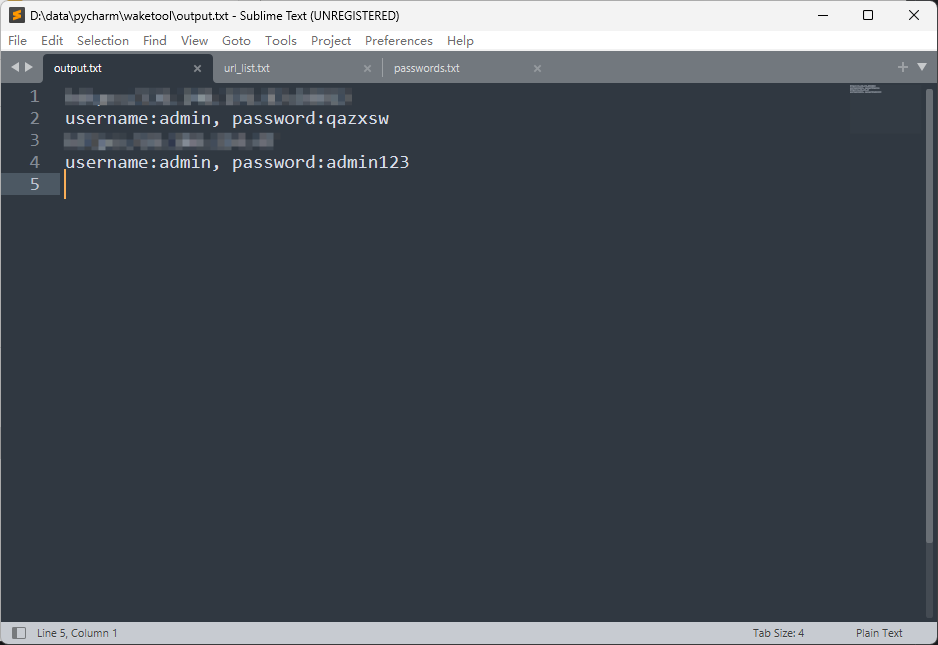 D:\data\pycharm\waketool\output.txt - Sublime Text (UNREGISTERED)
File Edit Selection Find View Goto Tools Project Preferences Help
output.txt url_list.txt passwords.txt
1
2 username:admin, password:qazxsw
3
4 username:admin, password:admin123
5
Line 5, Column 1 Tab Size: 4 Plain Text